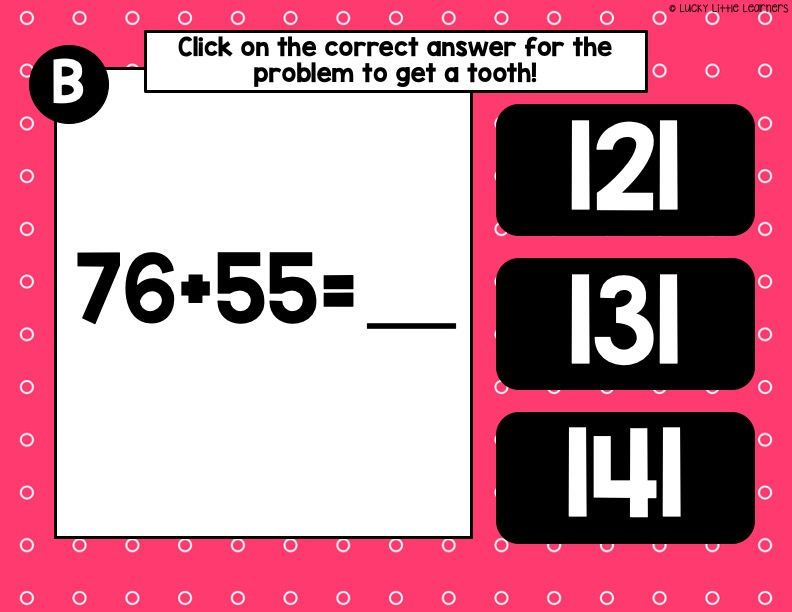 © Lucky Little Learners
Click on the correct answer for the
problem to get a tooth!
B
76+55=___
121
131
141